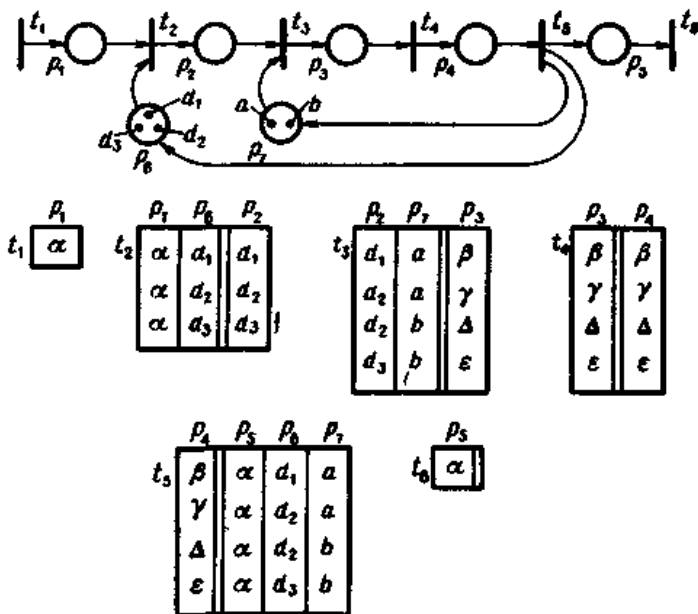 t₁ t₂ t₃ t₄ t₅ t₆
p₁ p₂ p₃ p₄ p₅
d₁ a b
d₃ d₂
p₆ p₇
p₁ p₁ p₆ p₂ p₂ p₇ p₃ p₃ p₄
t₁ α t₂ α d₁ d₁ t₃ d₁ a β t₄ β β
α d₂ d₂ d₂ a γ γ γ
α d₃ d₃ d₂ b Δ Δ Δ
d₃ b ε ε ε
p₄ p₅ p₆ p₇ p₅
t₅ β α d₁ a t₆ α
γ α d₂ a
Δ α d₂ b
ε α d₃ b